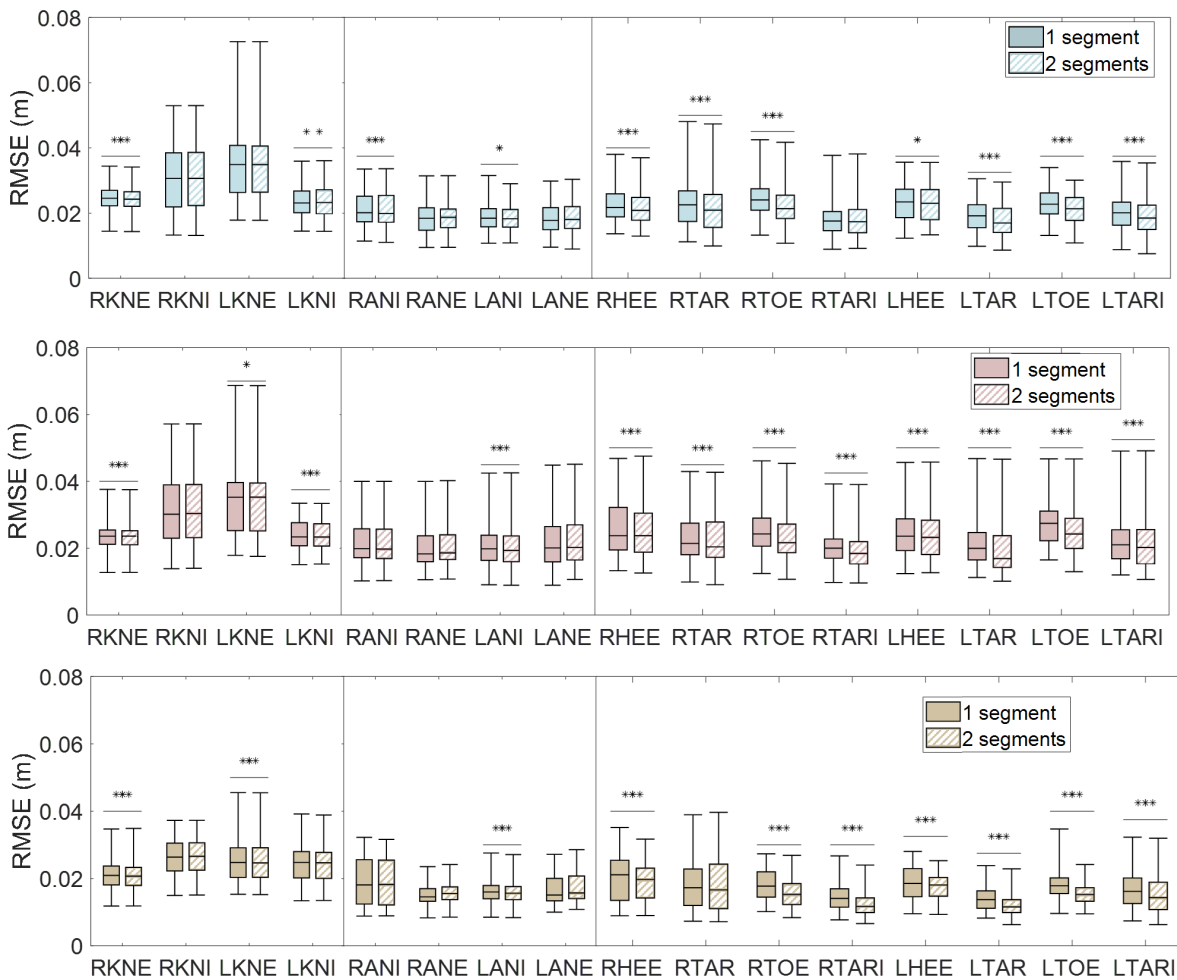 0.08
0.06
0.04
0.02
0
RMSE (m)
1 segment
2 segments
*** * * *** * *** *** *** * *** *** ***
RKNE RKNI LKNE LKNI RANI RANE LANI LANE RHEE RTAR RTOE RTARI LHEE LTAR LTOE LTARI
0.08
0.06
0.04
0.02
0
RMSE (m)
1 segment
2 segments
*** * *** *** *** *** *** *** *** *** *** ***
RKNE RKNI LKNE LKNI RANI RANE LANI LANE RHEE RTAR RTOE RTARI LHEE LTAR LTOE LTARI
0.08
0.06
0.04
0.02
0
RMSE (m)
1 segment
2 segments
*** *** *** *** *** *** *** *** *** ***
RKNE RKNI LKNE LKNI RANI RANE LANI LANE RHEE RTAR RTOE RTARI LHEE LTAR LTOE LTARI